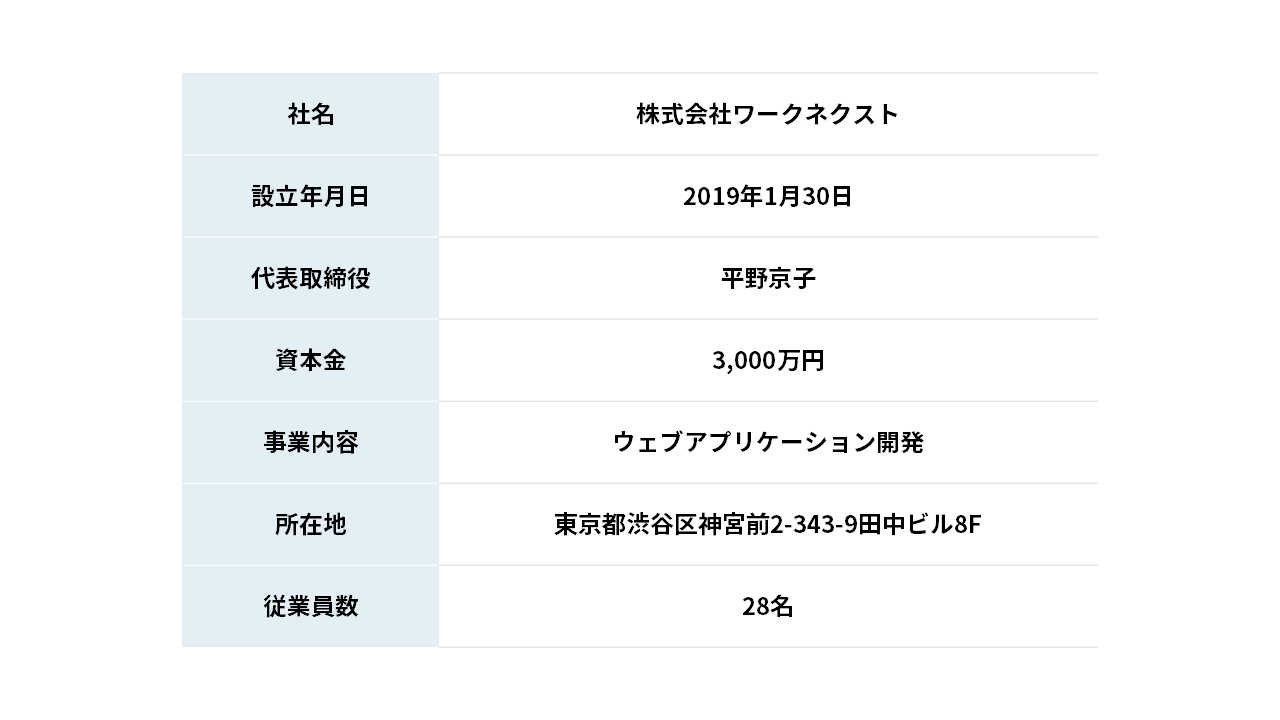 社名 株式会社ワークネクスト
設立年月日 2019年1月30日
代表取締役 平野京子
資本金 3,000万円
事業内容 ウェブアプリケーション開発
所在地 東京都渋谷区神宮前2-343-9田中ビル8F
従業員数 28名